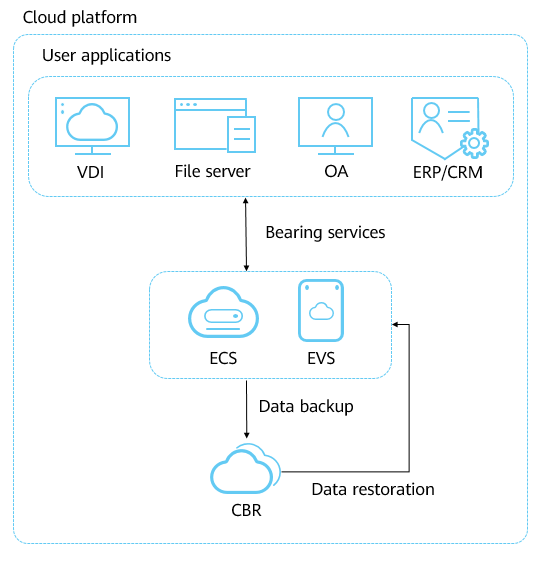 Cloud platform
User applications
VDI
File server
OA
ERP/CRM
Bearing services
ECS
EVS
Data backup
CBR
Data restoration